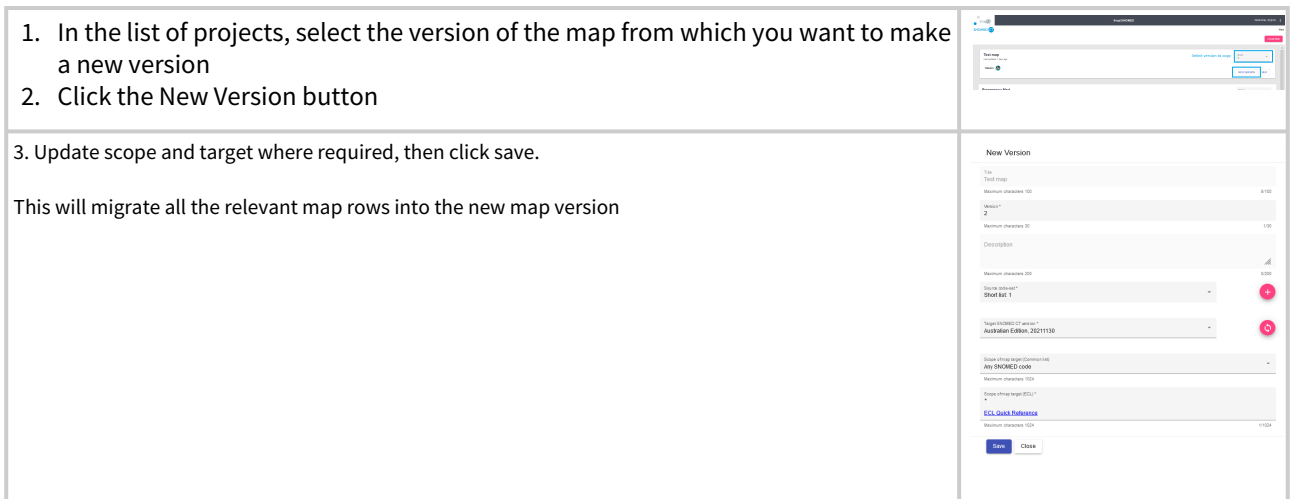 1. In the list of projects, select the version of the map from which you want to make
a new version
2. Click the New Version button
Snap2SNOMED
SNOMED
Test map
Select version to copy
3. Update scope and target where required, then click save.
This will migrate all the relevant map rows into the new map version
New Version
Title
Test map
Maximum characters 100
8/100
Version *
2
Maximum characters 30
1/30
Description
Maximum characters 200
0/200
Source code-set *
Short list: 1
Target SNOMED CT version *
Australian Edition, 20211130
Scope of map target (Common list)
Any SNOMED code
Maximum characters 1024
Scope of map target (ECL) *
*
ECL Quick Reference
Maximum characters 1024
1/1024
Save
Close